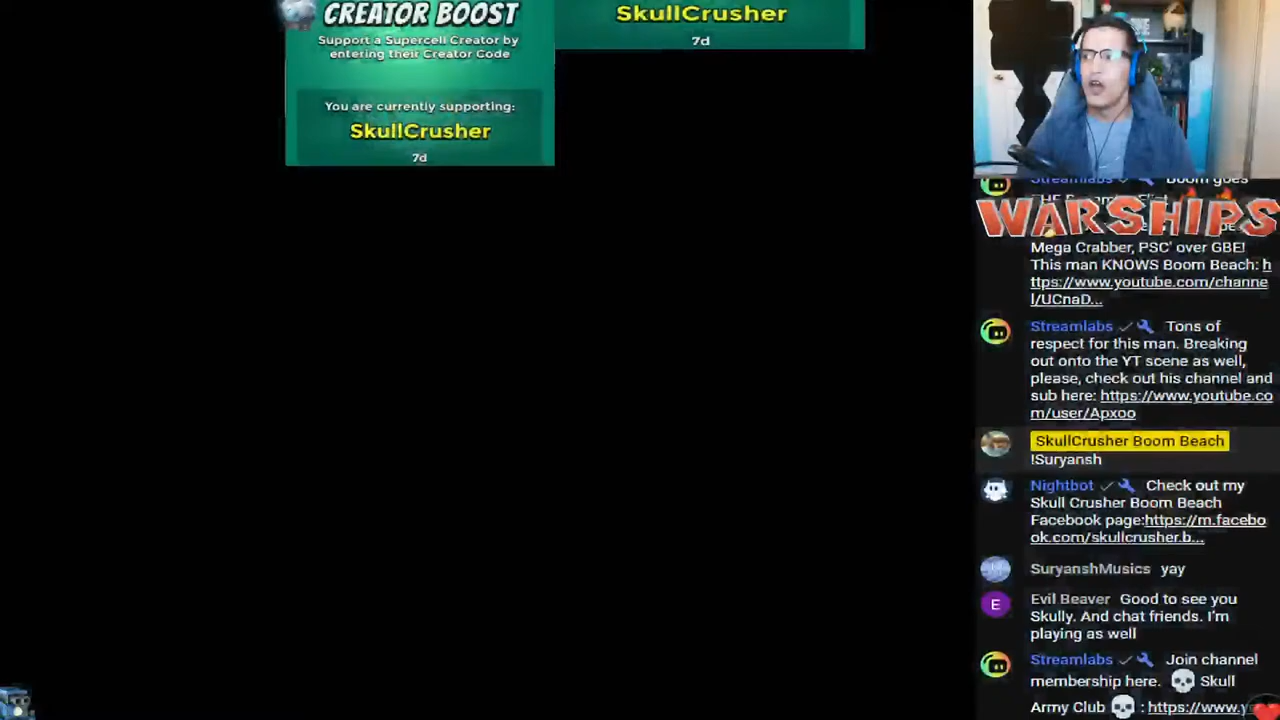 CREATOR BOOST
Support a Supercell Creator by
entering their Creator Code
You are currently supporting:
SkullCrusher
7d
SkullCrusher
7d
Streamlabs Boom goes
WARSHIPS
Mega Crabber, PSC' over GBE!
This man KNOWS Boom Beach: h
ttps://www.youtube.com/channe
l/UCnaD...
Streamlabs Tons of
respect for this man. Breaking
out onto the YT scene as well,
please, check out his channel and
sub here: https://www.youtube.co
m/user/Apxoo
SkullCrusher Boom Beach
!Suryansh
Nightbot Check out my
Skull Crusher Boom Beach
Facebook page:https://m.facebo
ok.com/skullcrusher.b...
SuryanshMusics yay
E
Evil Beaver Good to see you
Skully. And chat friends. I'm
playing as well
Streamlabs Join channel
membership here. Skull
Army Club : https://www.y